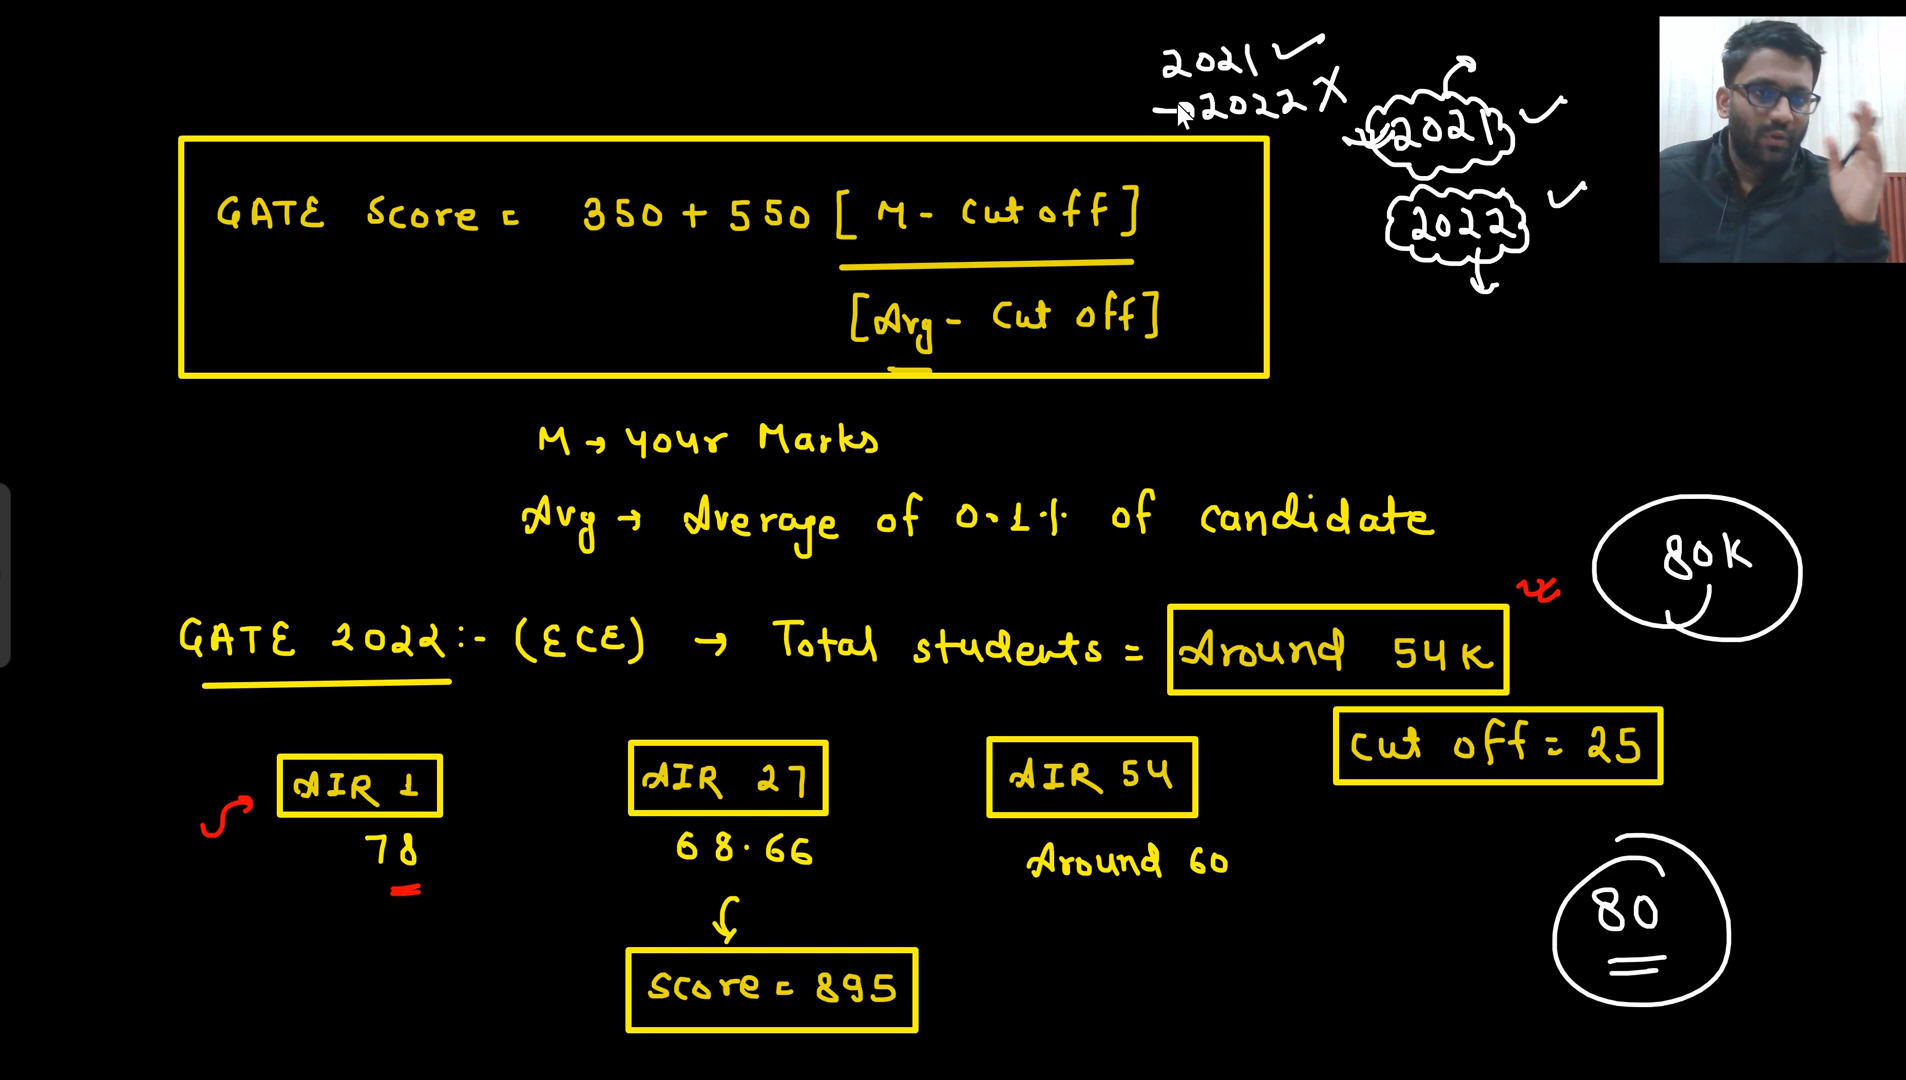 2021 ✓
→ 2022 X
2021 ✓
2022 ✓
GATE Score = 350 + 550 [M - Cut off]
[Avg - Cut off]
M → your Marks
Avg → Average of 0.1% of candidate
80K
GATE 2022:- (ECE) → Total students = Around 54K
Cut off = 25
AIR 1
AIR 27
AIR 54
78
68.66
Around 60
80
Score = 895